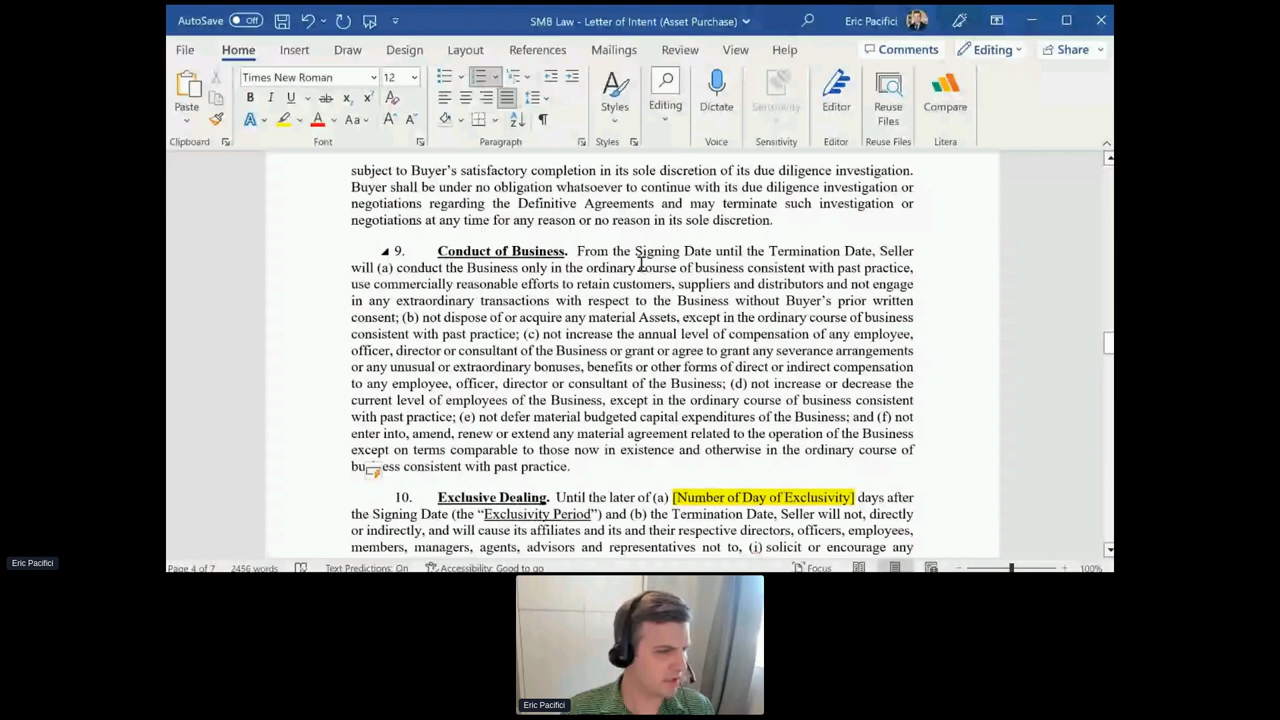 AutoSave Off SMB Law - Letter of Intent (Asset Purchase) Eric Pacifici
File Home Insert Draw Design Layout References Mailings Review View Help Comments Editing Share
Times New Roman 12
Paste Styles Editing Dictate Sensitivity Editor Reuse Files Compare
Clipboard Font Paragraph Styles Voice Sensitivity Editor Reuse Files Litera
subject to Buyer's satisfactory completion in its sole discretion of its due diligence investigation.
Buyer shall be under no obligation whatsoever to continue with its due diligence investigation or
negotiations regarding the Definitive Agreements and may terminate such investigation or
negotiations at any time for any reason or no reason in its sole discretion.
9. Conduct of Business. From the Signing Date until the Termination Date, Seller
will (a) conduct the Business only in the ordinary course of business consistent with past practice,
use commercially reasonable efforts to retain customers, suppliers and distributors and not engage
in any extraordinary transactions with respect to the Business without Buyer's prior written
consent; (b) not dispose of or acquire any material Assets, except in the ordinary course of business
consistent with past practice; (c) not increase the annual level of compensation of any employee,
officer, director or consultant of the Business or grant or agree to grant any severance arrangements
or any unusual or extraordinary bonuses, benefits or other forms of direct or indirect compensation
to any employee, officer, director or consultant of the Business; (d) not increase or decrease the
current level of employees of the Business, except in the ordinary course of business consistent
with past practice; (e) not defer material budgeted capital expenditures of the Business; and (f) not
enter into, amend, renew or extend any material agreement related to the operation of the Business
except on terms comparable to those now in existence and otherwise in the ordinary course of
business consistent with past practice.
10. Exclusive Dealing. Until the later of (a) [Number of Day of Exclusivity] days after
the Signing Date (the “Exclusivity Period”) and (b) the Termination Date, Seller will not, directly
or indirectly, and will cause its affiliates and its and their respective directors, officers, employees,
members, managers, agents, advisors and representatives not to, (i) solicit or encourage any
Page 4 of 7 2456 words Text Predictions: On Accessibility: Good to go Focus 100%
Eric Pacifici
Eric Pacifici